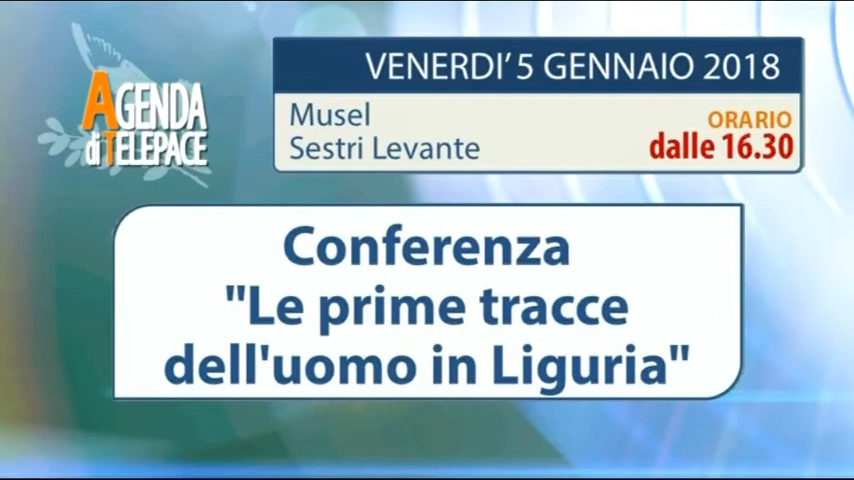 AGENDA
di TELEPACE
VENERDI’ 5 GENNAIO 2018
Musel
Sestri Levante
ORARIO
dalle 16.30
Conferenza
"Le prime tracce
dell'uomo in Liguria"